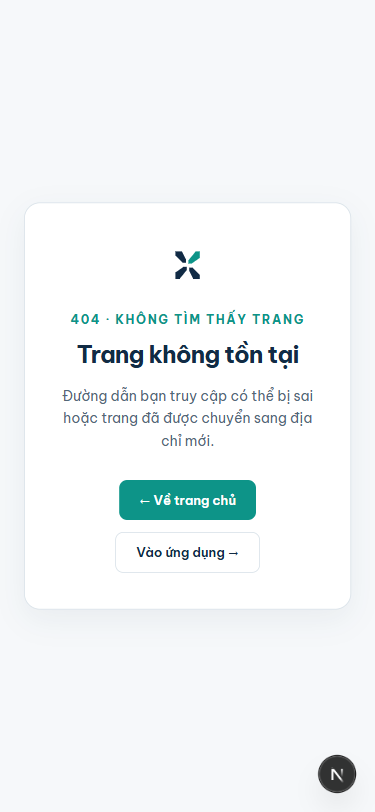 404 · KHÔNG TÌM THẤY TRANG
Trang không tồn tại
Đường dẫn bạn truy cập có thể bị sai
hoặc trang đã được chuyển sang địa
chỉ mới.
← Về trang chủ
Vào ứng dụng →
N